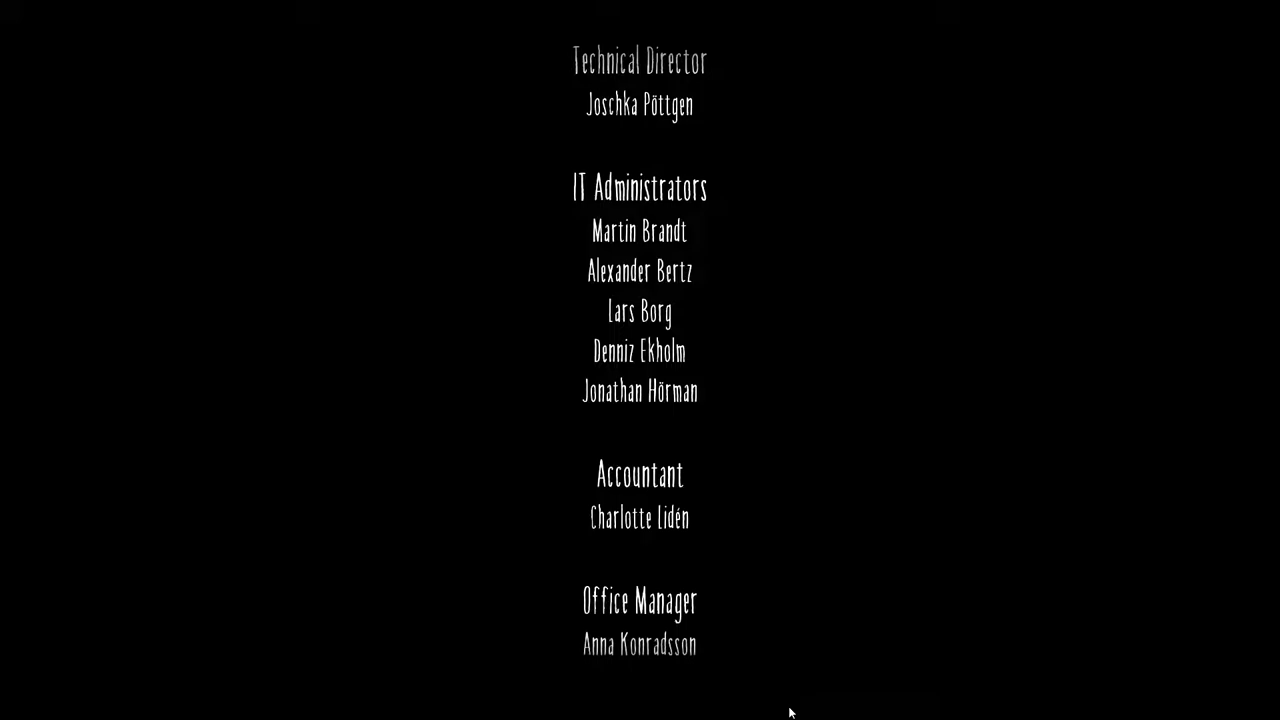 Technical Director
Joschka Pöttgen
IT Administrators
Martin Brandt
Alexander Bertz
Lars Borg
Denniz Ekholm
Jonathan Hörman
Accountant
Charlotte Lidén
Office Manager
Anna Konradsson